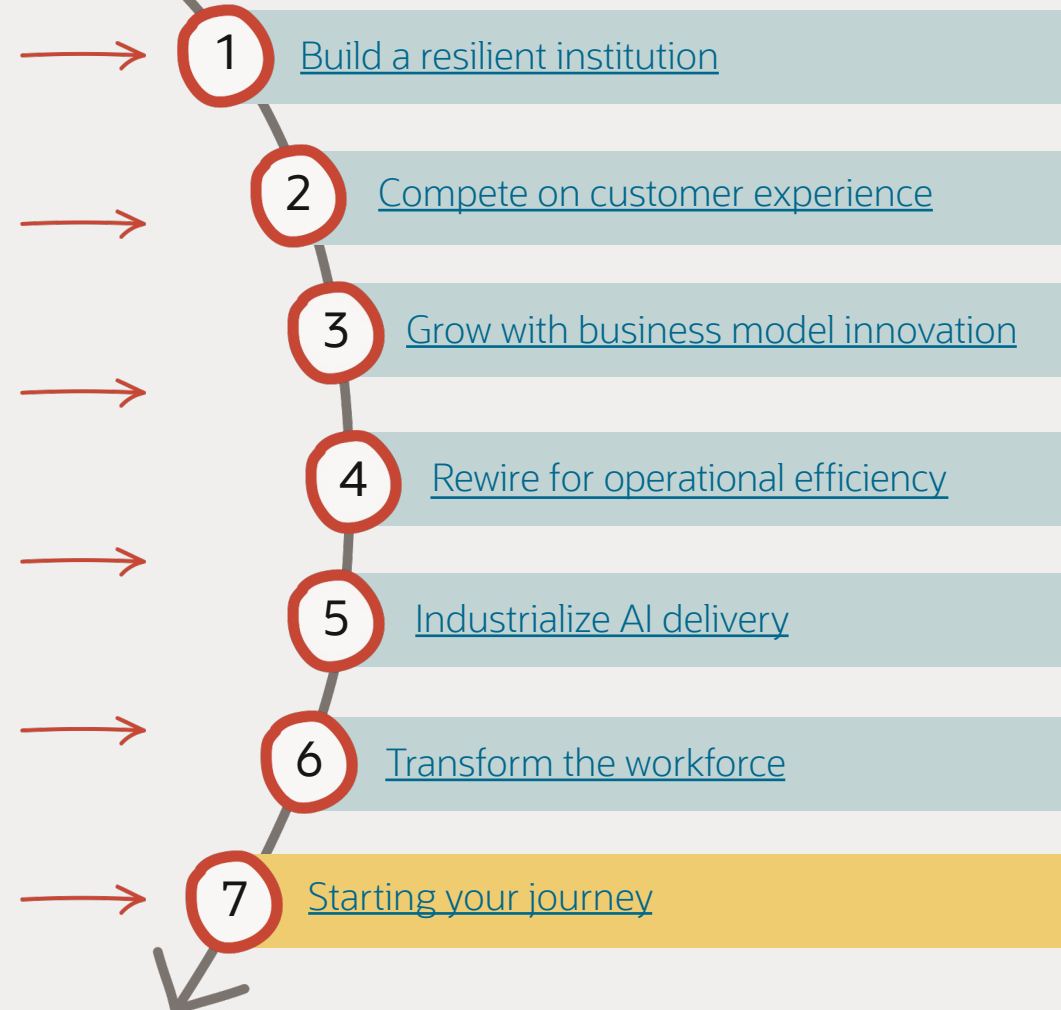 1 Build a resilient institution
2 Compete on customer experience
3 Grow with business model innovation
4 Rewire for operational efficiency
5 Industrialize AI delivery
6 Transform the workforce
7 Starting your journey